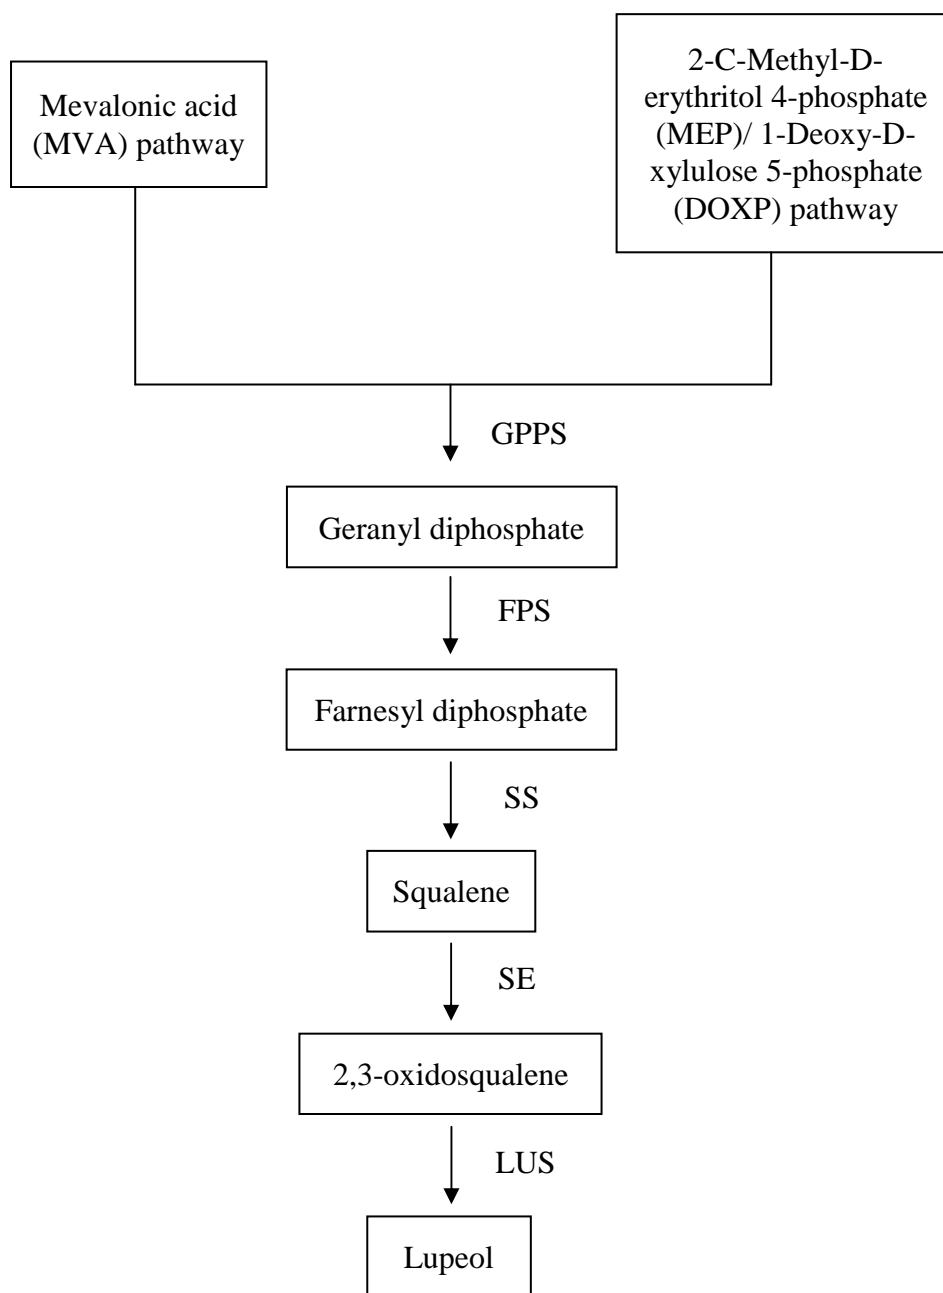 Mevalonic acid
(MVA) pathway
2-C-Methyl-D-
erythritol 4-phosphate
(MEP)/ 1-Deoxy-D-
xylulose 5-phosphate
(DOXP) pathway
GPPS
Geranyl diphosphate
FPS
Farnesyl diphosphate
SS
Squalene
SE
2,3-oxidosqualene
LUS
Lupeol